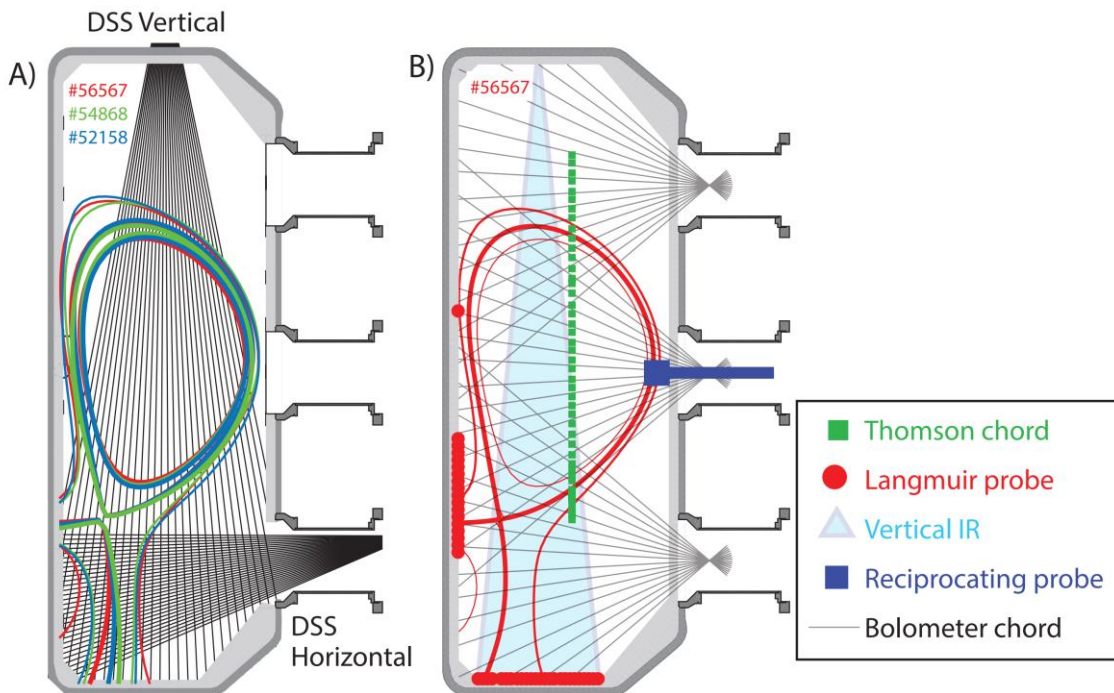 DSS Vertical
A)
#56567
#54868
#52158
DSS
Horizontal
B)
#56567
Thomson chord
Langmuir probe
Vertical IR
Reciprocating probe
Bolometer chord